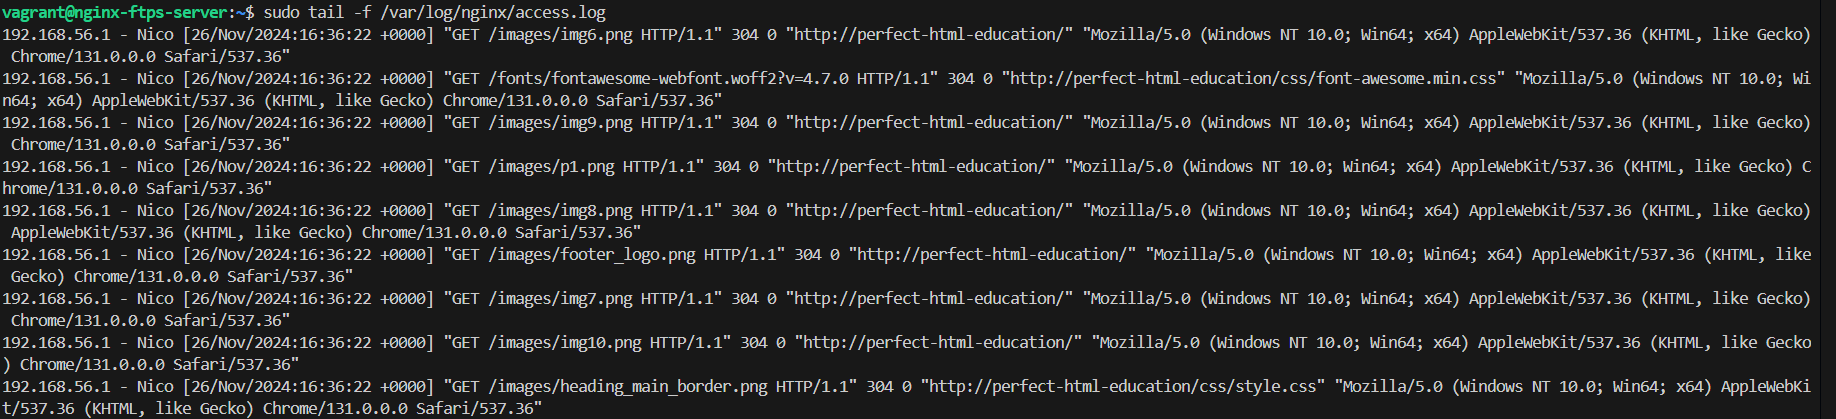 vagrant@nginx-ftps-server:~$ sudo tail -f /var/log/nginx/access.log
192.168.56.1 - Nico [26/Nov/2024:16:36:22 +0000] "GET /images/img6.png HTTP/1.1" 304 0 "http://perfect-html-education/" "Mozilla/5.0 (Windows NT 10.0; Win64; x64) AppleWebKit/537.36 (KHTML, like Gecko)
 Chrome/131.0.0.0 Safari/537.36"
192.168.56.1 - Nico [26/Nov/2024:16:36:22 +0000] "GET /fonts/fontawesome-webfont.woff2?v=4.7.0 HTTP/1.1" 304 0 "http://perfect-html-education/css/font-awesome.min.css" "Mozilla/5.0 (Windows NT 10.0; Wi
n64; x64) AppleWebKit/537.36 (KHTML, like Gecko) Chrome/131.0.0.0 Safari/537.36"
192.168.56.1 - Nico [26/Nov/2024:16:36:22 +0000] "GET /images/img9.png HTTP/1.1" 304 0 "http://perfect-html-education/" "Mozilla/5.0 (Windows NT 10.0; Win64; x64) AppleWebKit/537.36 (KHTML, like Gecko)
 Chrome/131.0.0.0 Safari/537.36"
192.168.56.1 - Nico [26/Nov/2024:16:36:22 +0000] "GET /images/p1.png HTTP/1.1" 304 0 "http://perfect-html-education/" "Mozilla/5.0 (Windows NT 10.0; Win64; x64) AppleWebKit/537.36 (KHTML, like Gecko) C
hrome/131.0.0.0 Safari/537.36"
192.168.56.1 - Nico [26/Nov/2024:16:36:22 +0000] "GET /images/img8.png HTTP/1.1" 304 0 "http://perfect-html-education/" "Mozilla/5.0 (Windows NT 10.0; Win64; x64) AppleWebKit/537.36 (KHTML, like Gecko)
 AppleWebKit/537.36 (KHTML, like Gecko) Chrome/131.0.0.0 Safari/537.36"
192.168.56.1 - Nico [26/Nov/2024:16:36:22 +0000] "GET /images/footer_logo.png HTTP/1.1" 304 0 "http://perfect-html-education/" "Mozilla/5.0 (Windows NT 10.0; Win64; x64) AppleWebKit/537.36 (KHTML, like
 Gecko) Chrome/131.0.0.0 Safari/537.36"
192.168.56.1 - Nico [26/Nov/2024:16:36:22 +0000] "GET /images/img7.png HTTP/1.1" 304 0 "http://perfect-html-education/" "Mozilla/5.0 (Windows NT 10.0; Win64; x64) AppleWebKit/537.36 (KHTML, like Gecko)
 Chrome/131.0.0.0 Safari/537.36"
192.168.56.1 - Nico [26/Nov/2024:16:36:22 +0000] "GET /images/img10.png HTTP/1.1" 304 0 "http://perfect-html-education/" "Mozilla/5.0 (Windows NT 10.0; Win64; x64) AppleWebKit/537.36 (KHTML, like Gecko
) Chrome/131.0.0.0 Safari/537.36"
192.168.56.1 - Nico [26/Nov/2024:16:36:22 +0000] "GET /images/heading_main_border.png HTTP/1.1" 304 0 "http://perfect-html-education/css/style.css" "Mozilla/5.0 (Windows NT 10.0; Win64; x64) AppleWebKi
t/537.36 (KHTML, like Gecko) Chrome/131.0.0.0 Safari/537.36"